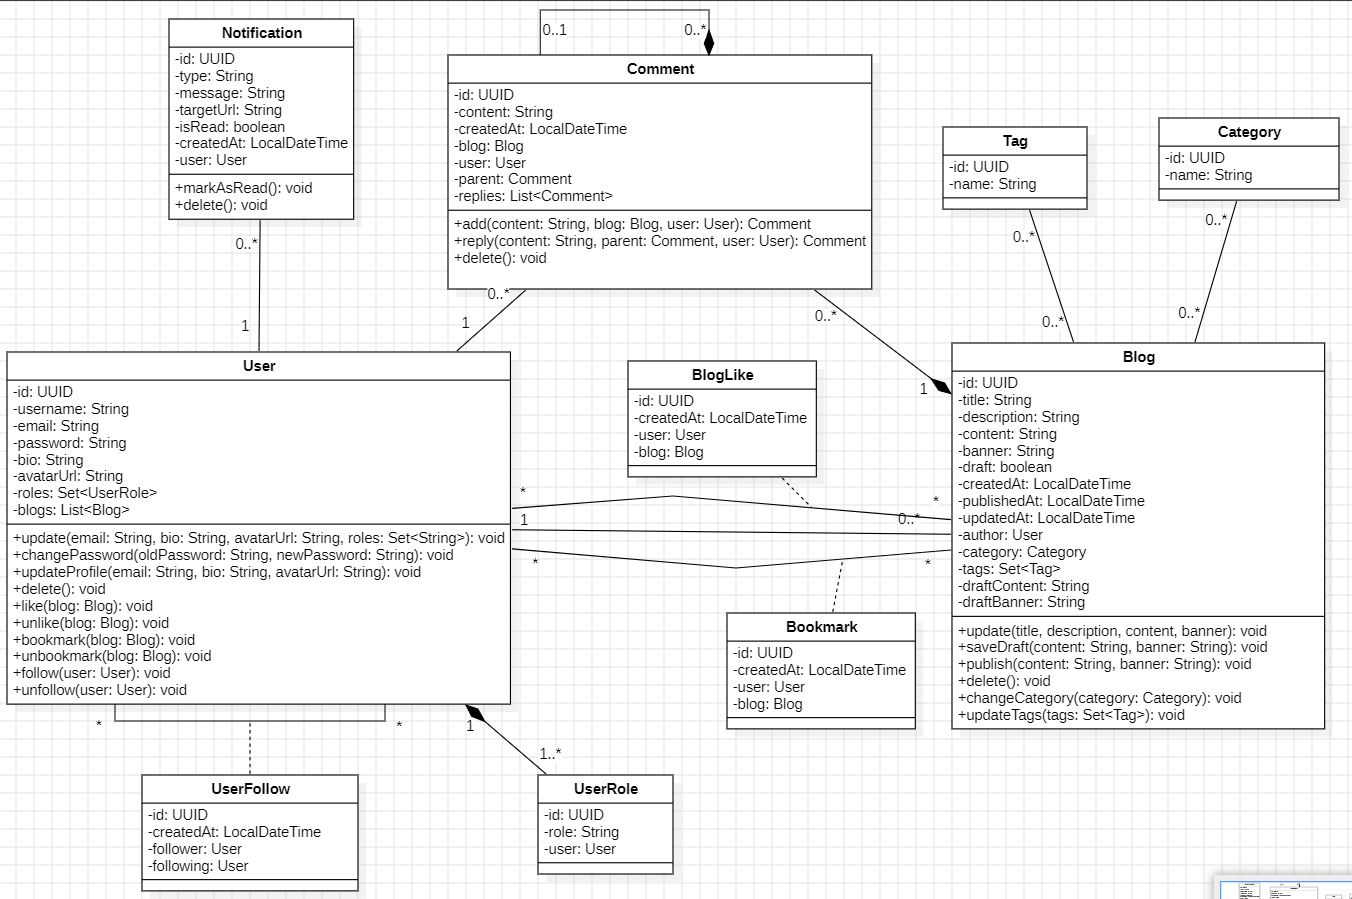 Notification
-id: UUID
-type: String
-message: String
-targetUrl: String
-isRead: boolean
-createdAt: LocalDateTime
-user: User
+markAsRead(): void
+delete(): void
0..*
1
0..1
0..*
Comment
-id: UUID
-content: String
-createdAt: LocalDateTime
-blog: Blog
-user: User
-parent: Comment
-replies: List<Comment>
+add(content: String, blog: Blog, user: User): Comment
+reply(content: String, parent: Comment, user: User): Comment
+delete(): void
0..*
1
0..*
1
Tag
-id: UUID
-name: String
0..*
0..*
Category
-id: UUID
-name: String
0..*
0..*
User
-id: UUID
-username: String
-email: String
-password: String
-bio: String
-avatarUrl: String
-roles: Set<UserRole>
-blogs: List<Blog>
+update(email: String, bio: String, avatarUrl: String, roles: Set<String>): void
+changePassword(oldPassword: String, newPassword: String): void
+updateProfile(email: String, bio: String, avatarUrl: String): void
+delete(): void
+like(blog: Blog): void
+unlike(blog: Blog): void
+bookmark(blog: Blog): void
+unbookmark(blog: Blog): void
+follow(user: User): void
+unfollow(user: User): void
BlogLike
-id: UUID
-createdAt: LocalDateTime
-user: User
-blog: Blog
*
*
1
0..*
*
*
Bookmark
-id: UUID
-createdAt: LocalDateTime
-user: User
-blog: Blog
Blog
-id: UUID
-title: String
-description: String
-content: String
-banner: String
-draft: boolean
-createdAt: LocalDateTime
-publishedAt: LocalDateTime
-updatedAt: LocalDateTime
-author: User
-category: Category
-tags: Set<Tag>
-draftContent: String
-draftBanner: String
+update(title, description, content, banner): void
+saveDraft(content: String, banner: String): void
+publish(content: String, banner: String): void
+delete(): void
+changeCategory(category: Category): void
+updateTags(tags: Set<Tag>): void
*
*
1
1..*
UserFollow
-id: UUID
-createdAt: LocalDateTime
-follower: User
-following: User
UserRole
-id: UUID
-role: String
-user: User